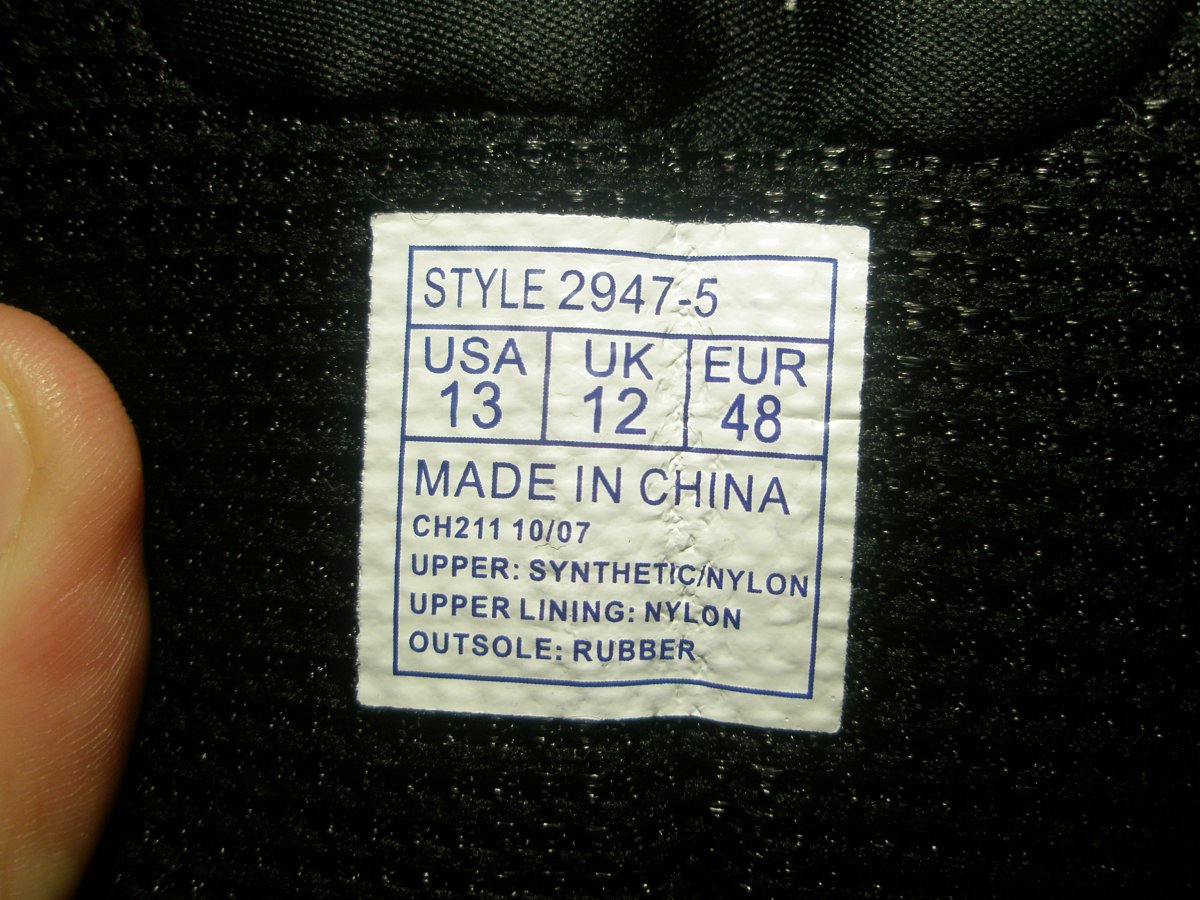 STYLE 2947-5
USA UK EUR
13 12 48
MADE IN CHINA
CH211 10/07
UPPER: SYNTHETIC/NYLON
UPPER LINING: NYLON
OUTSOLE: RUBBER